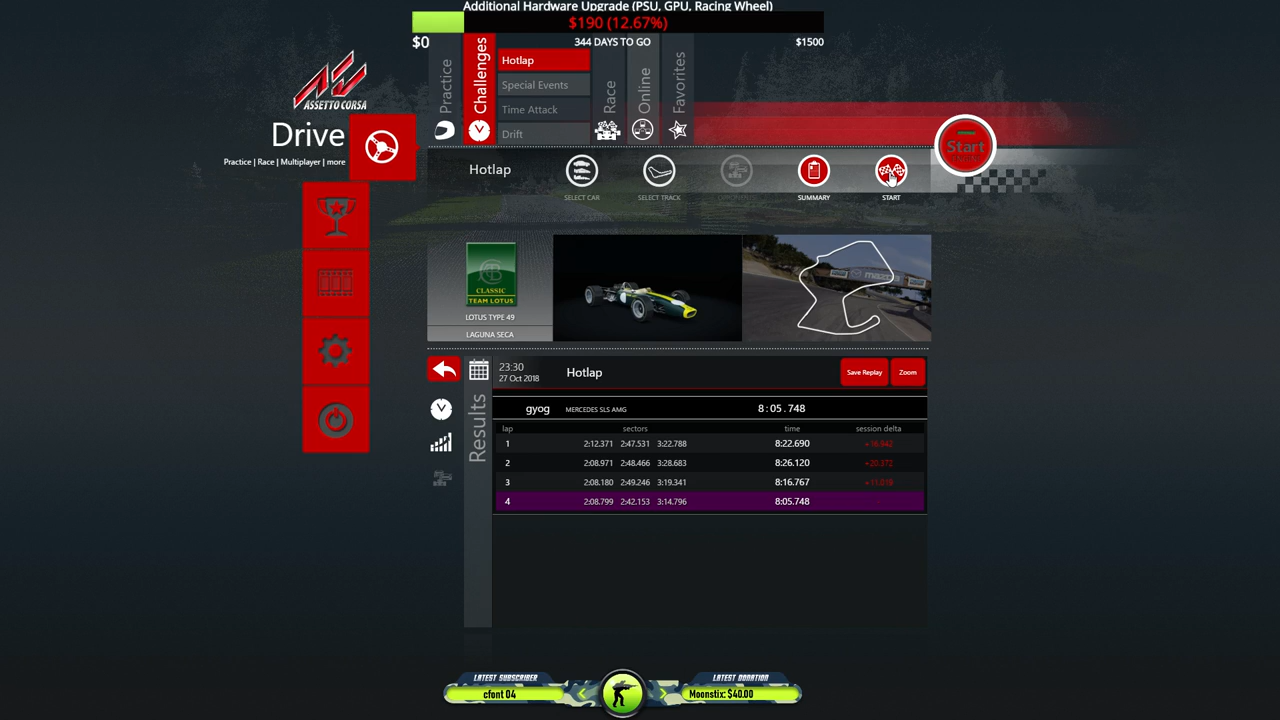 Additional Hardware Upgrade (PSU, GPU, Racing Wheel)
$190 (12.67%)
$0
344 DAYS TO GO
$1500
ASSETTO CORSA
Drive
Practice | Race | Multiplayer | more
Practice
Challenges
Hotlap
Special Events
Time Attack
Drift
Race
Online
Favorites
Start
Hotlap
SELECT CAR
SELECT TRACK
SUMMARY
START
CLASSIC
TEAM LOTUS
LOTUS TYPE 49
LAGUNA SECA
mazda
Results
23:30
27 Oct 2018
Hotlap
Save Replay
Zoom
gyog MERCEDES SLS AMG 8:05.748
lap sectors time session delta
1 2:12.371 2:47.531 3:22.788 8:22.690 +16.942
2 2:08.971 2:48.466 3:28.683 8:26.120 +20.372
3 2:08.180 2:49.246 3:19.341 8:16.767 +11.019
4 2:08.799 2:42.153 3:14.796 8:05.748
LATEST SUBSCRIBER
cfont 04
LATEST DONATION
Moonstix: $40.00